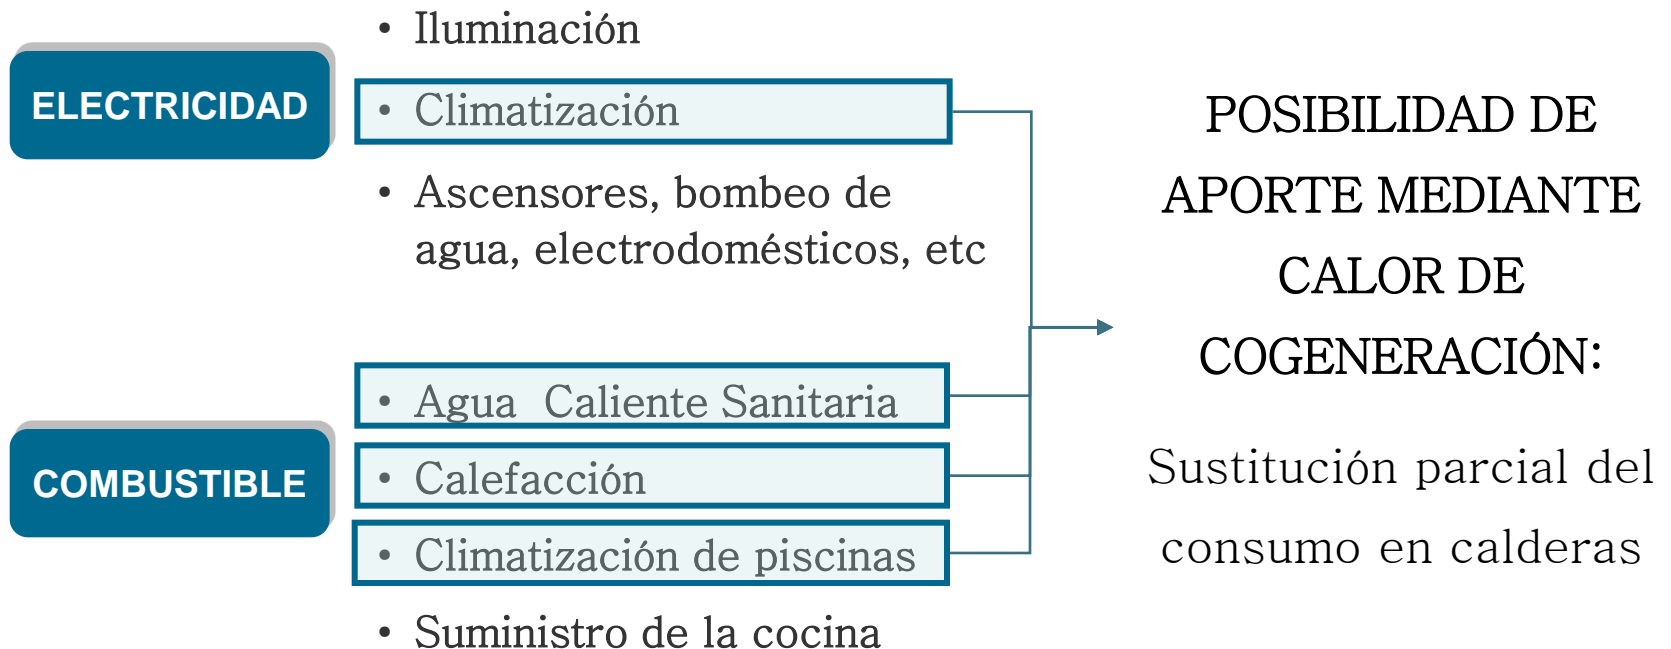 ELECTRICIDAD
• Iluminación
• Climatización
• Ascensores, bombeo de
agua, electrodomésticos, etc
COMBUSTIBLE
• Agua Caliente Sanitaria
• Calefacción
• Climatización de piscinas
• Suministro de la cocina
POSIBILIDAD DE
APORTE MEDIANTE
CALOR DE
COGENERACIÓN:
Sustitución parcial del
consumo en calderas